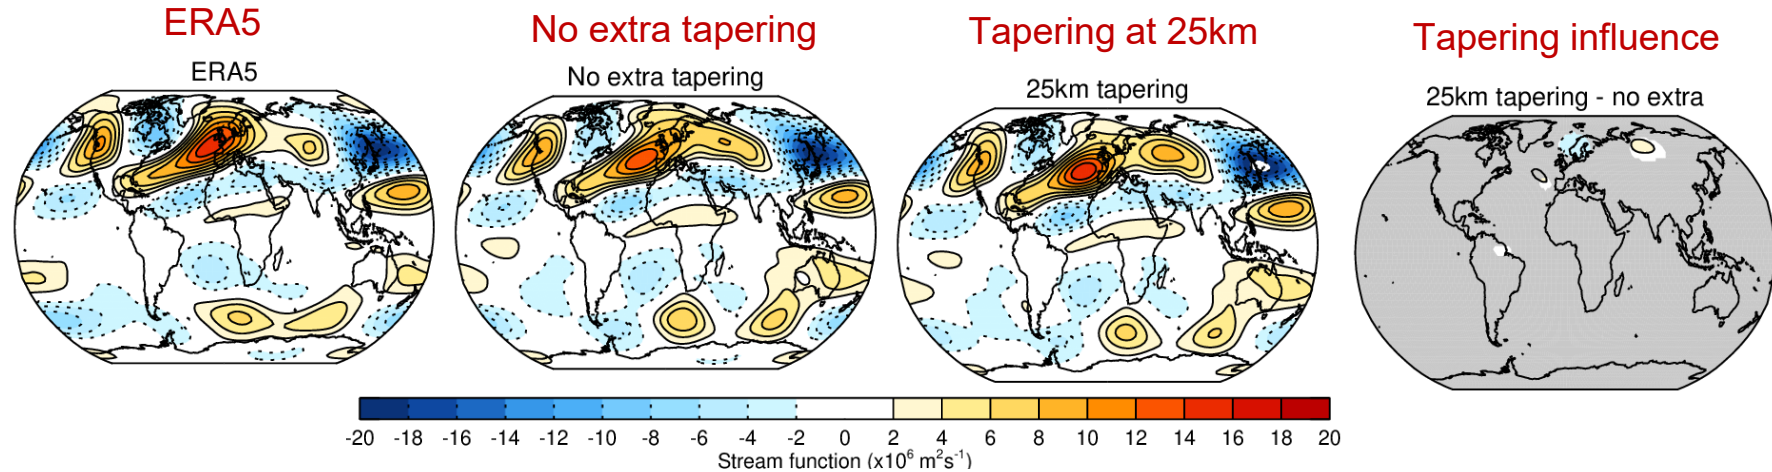 ERA5
No extra tapering
Tapering at 25km
Tapering influence
ERA5
No extra tapering
25km tapering
25km tapering - no extra
-20 -18 -16 -14 -12 -10 -8 -6 -4 -2 0 2 4 6 8 10 12 14 16 18 20
Stream function (x10⁶ m²s⁻¹)